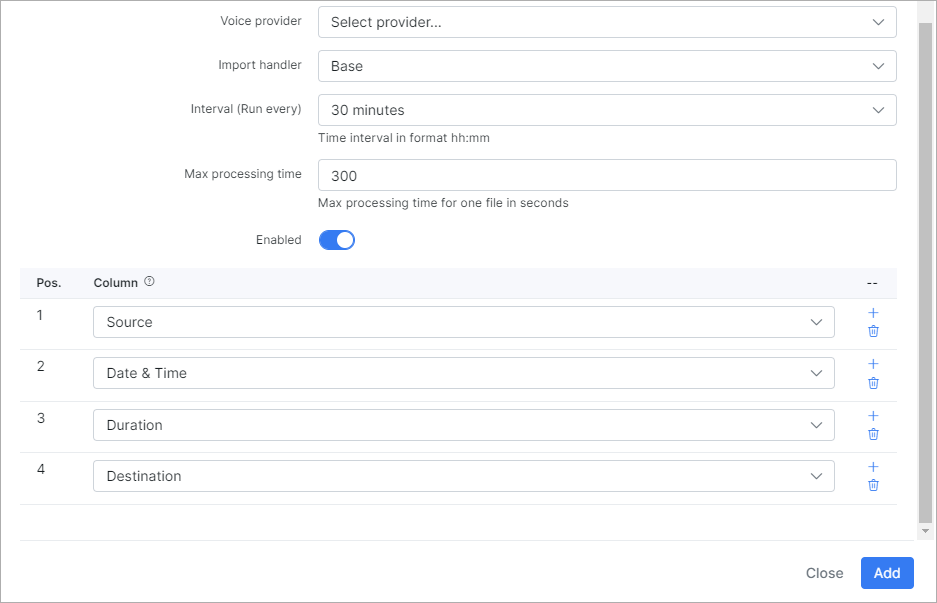 Voice provider Select provider...
Import handler Base
Interval (Run every) 30 minutes
Time interval in format hh:mm
Max processing time 300
Max processing time for one file in seconds
Enabled
Pos. Column ? --
1 Source
2 Date & Time
3 Duration
4 Destination
Close Add